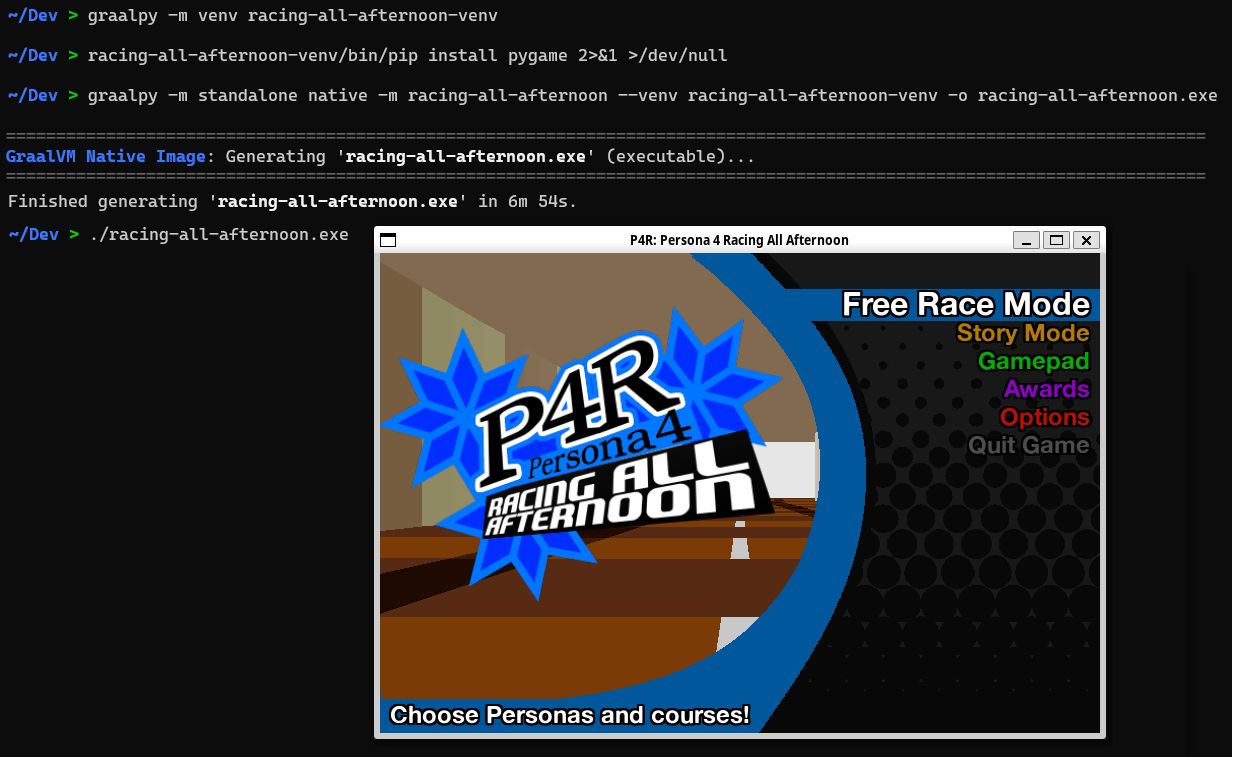 ~/Dev > graalpy -m venv racing-all-afternoon-venv
~/Dev > racing-all-afternoon-venv/bin/pip install pygame 2>&1 >/dev/null
~/Dev > graalpy -m standalone native -m racing-all-afternoon --venv racing-all-afternoon-venv -o racing-all-afternoon.exe
========================================================================================================================
GraalVM Native Image: Generating 'racing-all-afternoon.exe' (executable)...
========================================================================================================================
Finished generating 'racing-all-afternoon.exe' in 6m 54s.
~/Dev > ./racing-all-afternoon.exe
P4R: Persona 4 Racing All Afternoon
Free Race Mode
Story Mode
Gamepad
Awards
Options
Quit Game
P4R
Persona 4
RACING ALL
AFTERNOON
Choose Personas and courses!